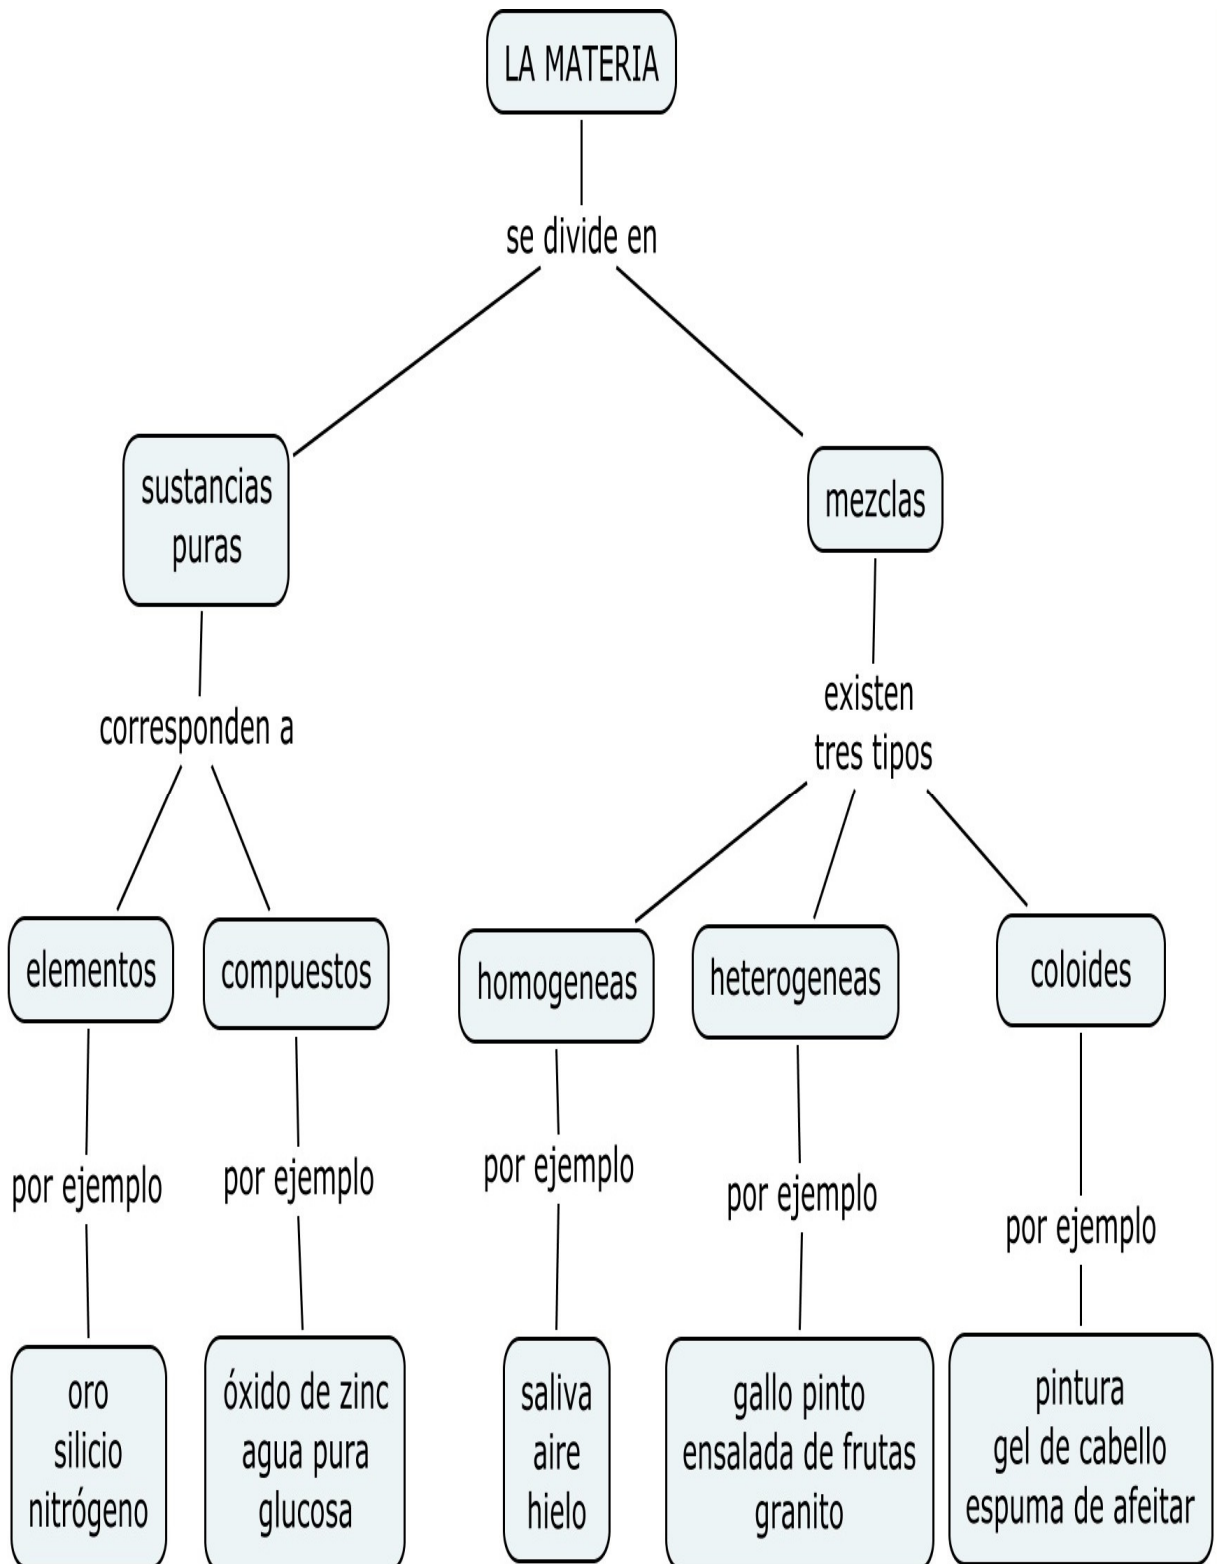 LA MATERIA
se divide en
sustancias
puras
mezclas
corresponden a
existen
tres tipos
elementos
compuestos
homogeneas
heterogeneas
coloides
por ejemplo
por ejemplo
por ejemplo
por ejemplo
por ejemplo
oro
silicio
nitrógeno
óxido de zinc
agua pura
glucosa
saliva
aire
hielo
gallo pinto
ensalada de frutas
granito
pintura
gel de cabello
espuma de afeitar